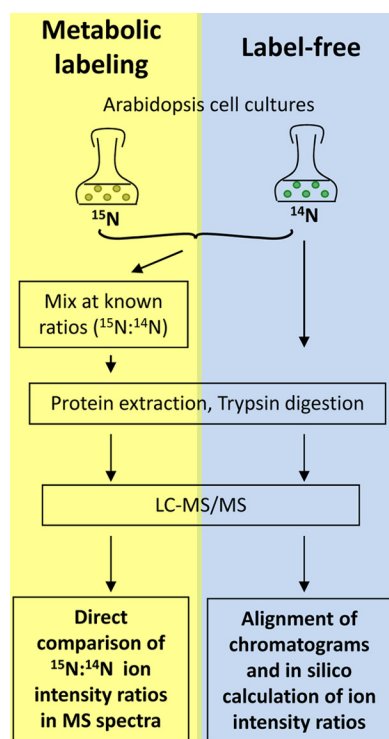 Metabolic
labeling
Label-free
Arabidopsis cell cultures
¹⁵N
¹⁴N
Mix at known
ratios (¹⁵N:¹⁴N)
Protein extraction, Trypsin digestion
LC-MS/MS
Direct
comparison of
¹⁵N:¹⁴N ion
intensity ratios
in MS spectra
Alignment of
chromatograms
and in silico
calculation of ion
intensity ratios